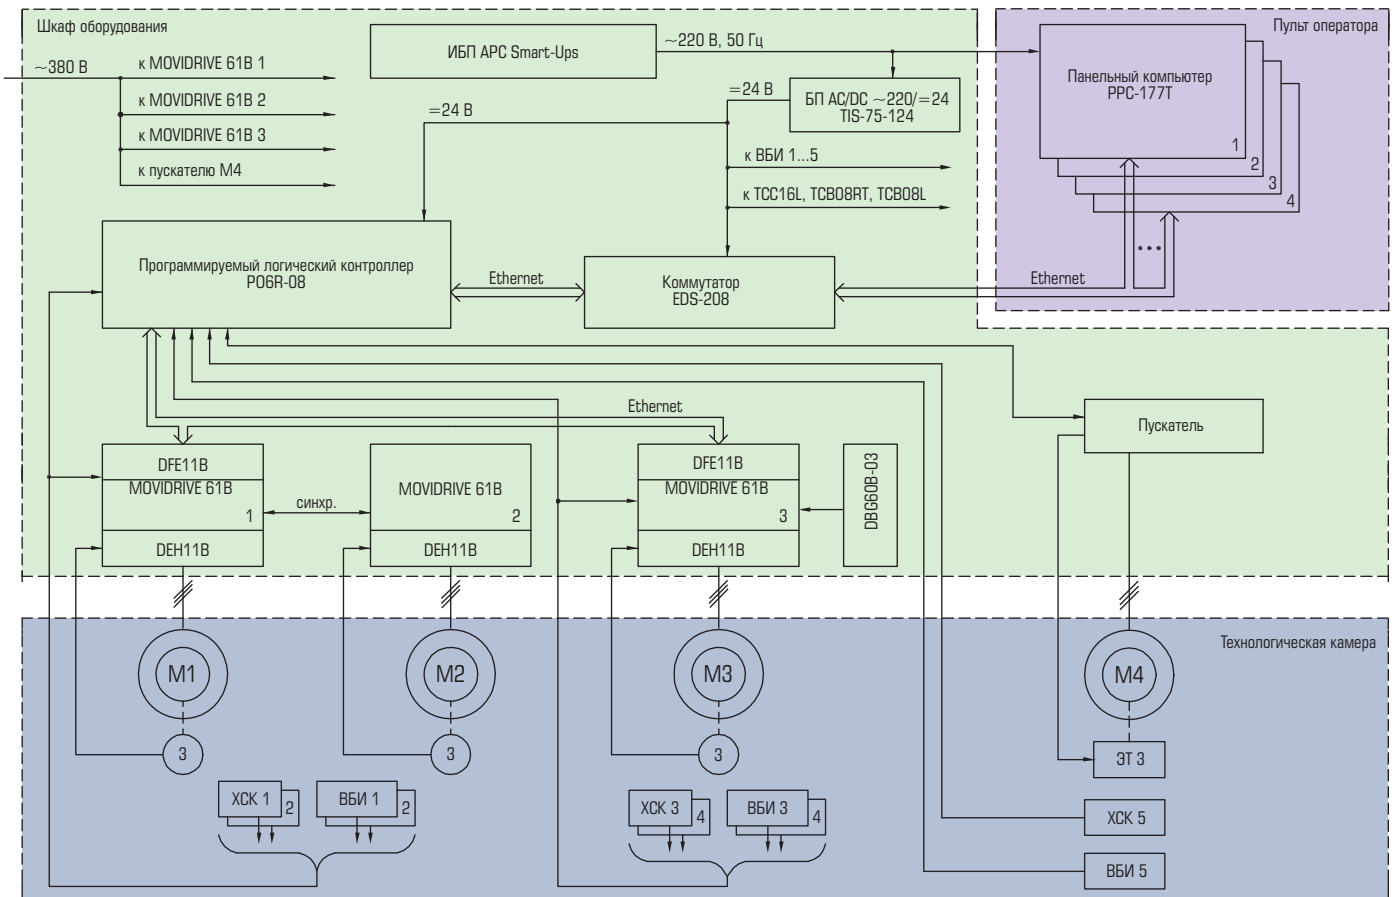 Шкаф оборудования
Пульт оператора
~380 В
к MOVIDRIVE 61B 1
к MOVIDRIVE 61B 2
к MOVIDRIVE 61B 3
к пускателю М4
ИБП АРС Smart-Ups
~220 В, 50 Гц
=24 В
=24 В
БП AC/DC ~220/=24
TIS-75-124
к ВБИ 1...5
к TCC16L, TCB08RT, TCB08L
Панельный компьютер
PPC-177T
1
2
3
4
Программируемый логический контроллер
P06R-08
Ethernet
Коммутатор
EDS-208
Ethernet
Ethernet
DFE11B
MOVIDRIVE 61B
1
DEH11B
синхр.
MOVIDRIVE 61B
2
DEH11B
DFE11B
MOVIDRIVE 61B
3
DEH11B
DBG60B-03
Пускатель
Технологическая камера
М1
М2
М3
М4
З
З
З
ЭТ 3
ХСК 1
2
ВБИ 1
2
ХСК 3
4
ВБИ 3
4
ХСК 5
ВБИ 5